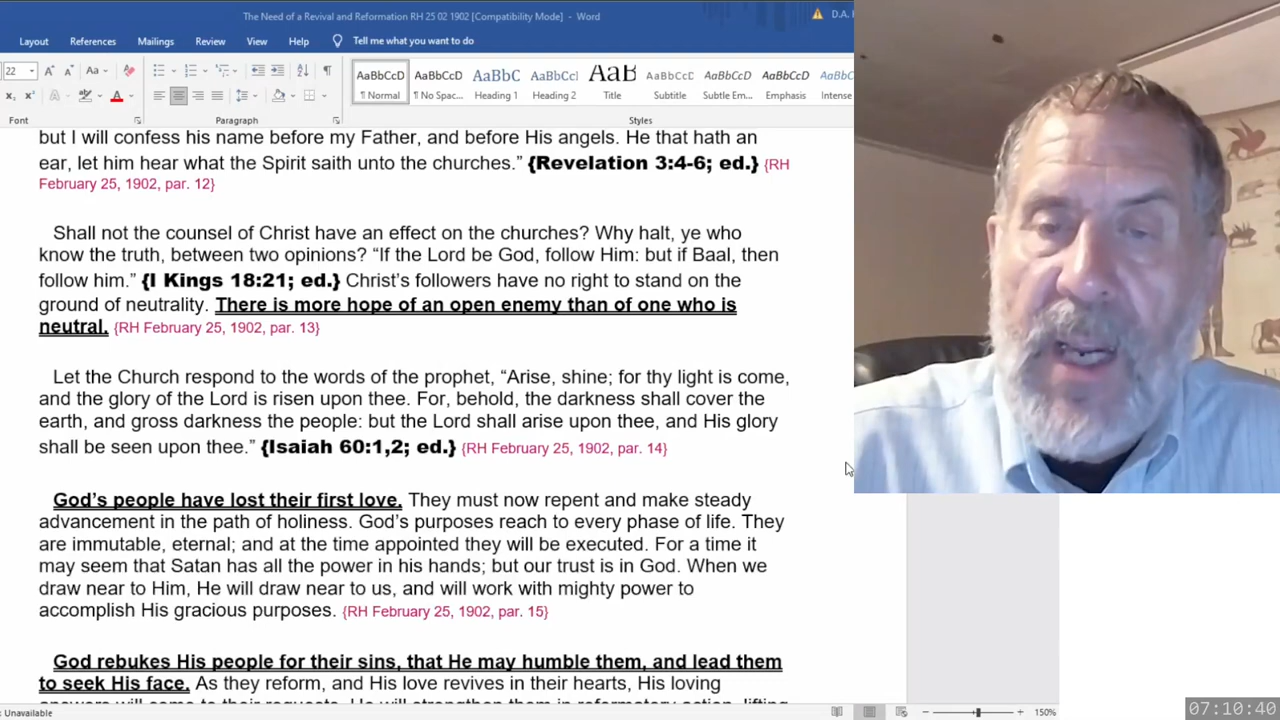 The Need of a Revival and Reformation RH 25 02 1902 [Compatibility Mode] - Word
D.A.
Layout References Mailings Review View Help Tell me what you want to do
22 Aa
AaBbCcD AaBbCcD AaBbC AaBbCc AaB AaBbCcD AaBbCcD AaBbCcD AaBbC
¶ Normal ¶ No Spac... Heading 1 Heading 2 Title Subtitle Subtle Em... Emphasis Intense
Font Paragraph Styles
but I will confess his name before my Father, and before His angels. He that hath an
ear, let him hear what the Spirit saith unto the churches.” {Revelation 3:4-6; ed.} {RH
February 25, 1902, par. 12}
Shall not the counsel of Christ have an effect on the churches? Why halt, ye who
know the truth, between two opinions? “If the Lord be God, follow Him: but if Baal, then
follow him.” {I Kings 18:21; ed.} Christ’s followers have no right to stand on the
ground of neutrality. There is more hope of an open enemy than of one who is
neutral. {RH February 25, 1902, par. 13}
Let the Church respond to the words of the prophet, “Arise, shine; for thy light is come,
and the glory of the Lord is risen upon thee. For, behold, the darkness shall cover the
earth, and gross darkness the people: but the Lord shall arise upon thee, and His glory
shall be seen upon thee.” {Isaiah 60:1,2; ed.} {RH February 25, 1902, par. 14}
God’s people have lost their first love. They must now repent and make steady
advancement in the path of holiness. God’s purposes reach to every phase of life. They
are immutable, eternal; and at the time appointed they will be executed. For a time it
may seem that Satan has all the power in his hands; but our trust is in God. When we
draw near to Him, He will draw near to us, and will work with mighty power to
accomplish His gracious purposes. {RH February 25, 1902, par. 15}
God rebukes His people for their sins, that He may humble them, and lead them
to seek His face. As they reform, and His love revives in their hearts, His loving
answers will come to their requests. He will strengthen them in reformatory action, lifting
Unavailable
150%
07:10:40